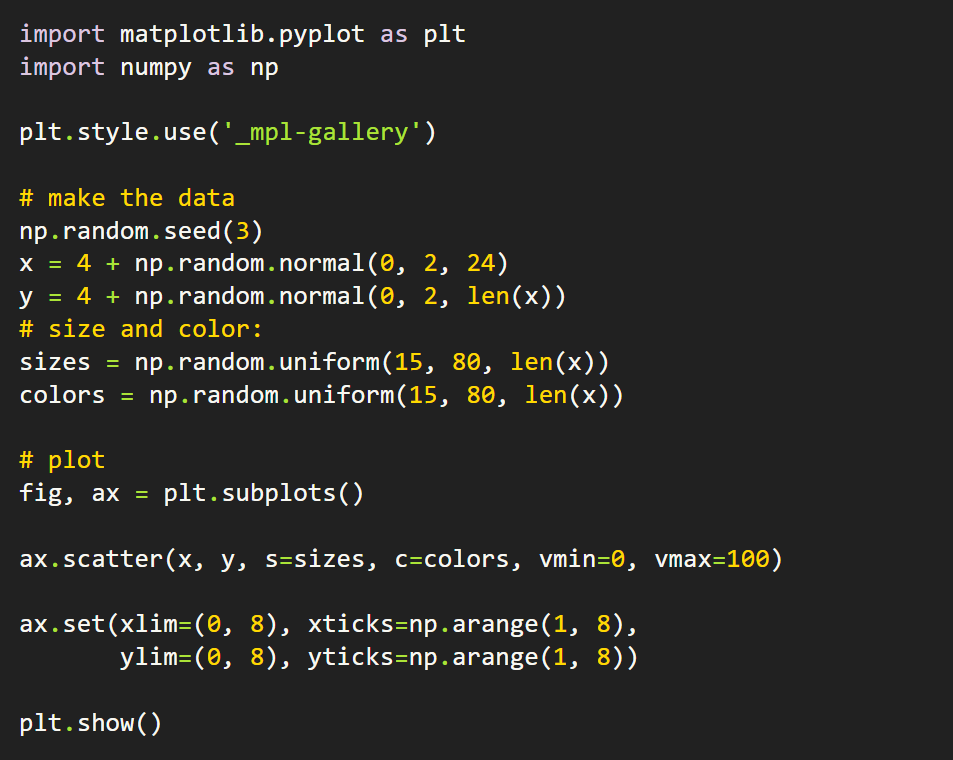 import matplotlib.pyplot as plt
import numpy as np

plt.style.use('_mpl-gallery')

# make the data
np.random.seed(3)
x = 4 + np.random.normal(0, 2, 24)
y = 4 + np.random.normal(0, 2, len(x))
# size and color:
sizes = np.random.uniform(15, 80, len(x))
colors = np.random.uniform(15, 80, len(x))

# plot
fig, ax = plt.subplots()

ax.scatter(x, y, s=sizes, c=colors, vmin=0, vmax=100)

ax.set(xlim=(0, 8), xticks=np.arange(1, 8),
       ylim=(0, 8), yticks=np.arange(1, 8))

plt.show()